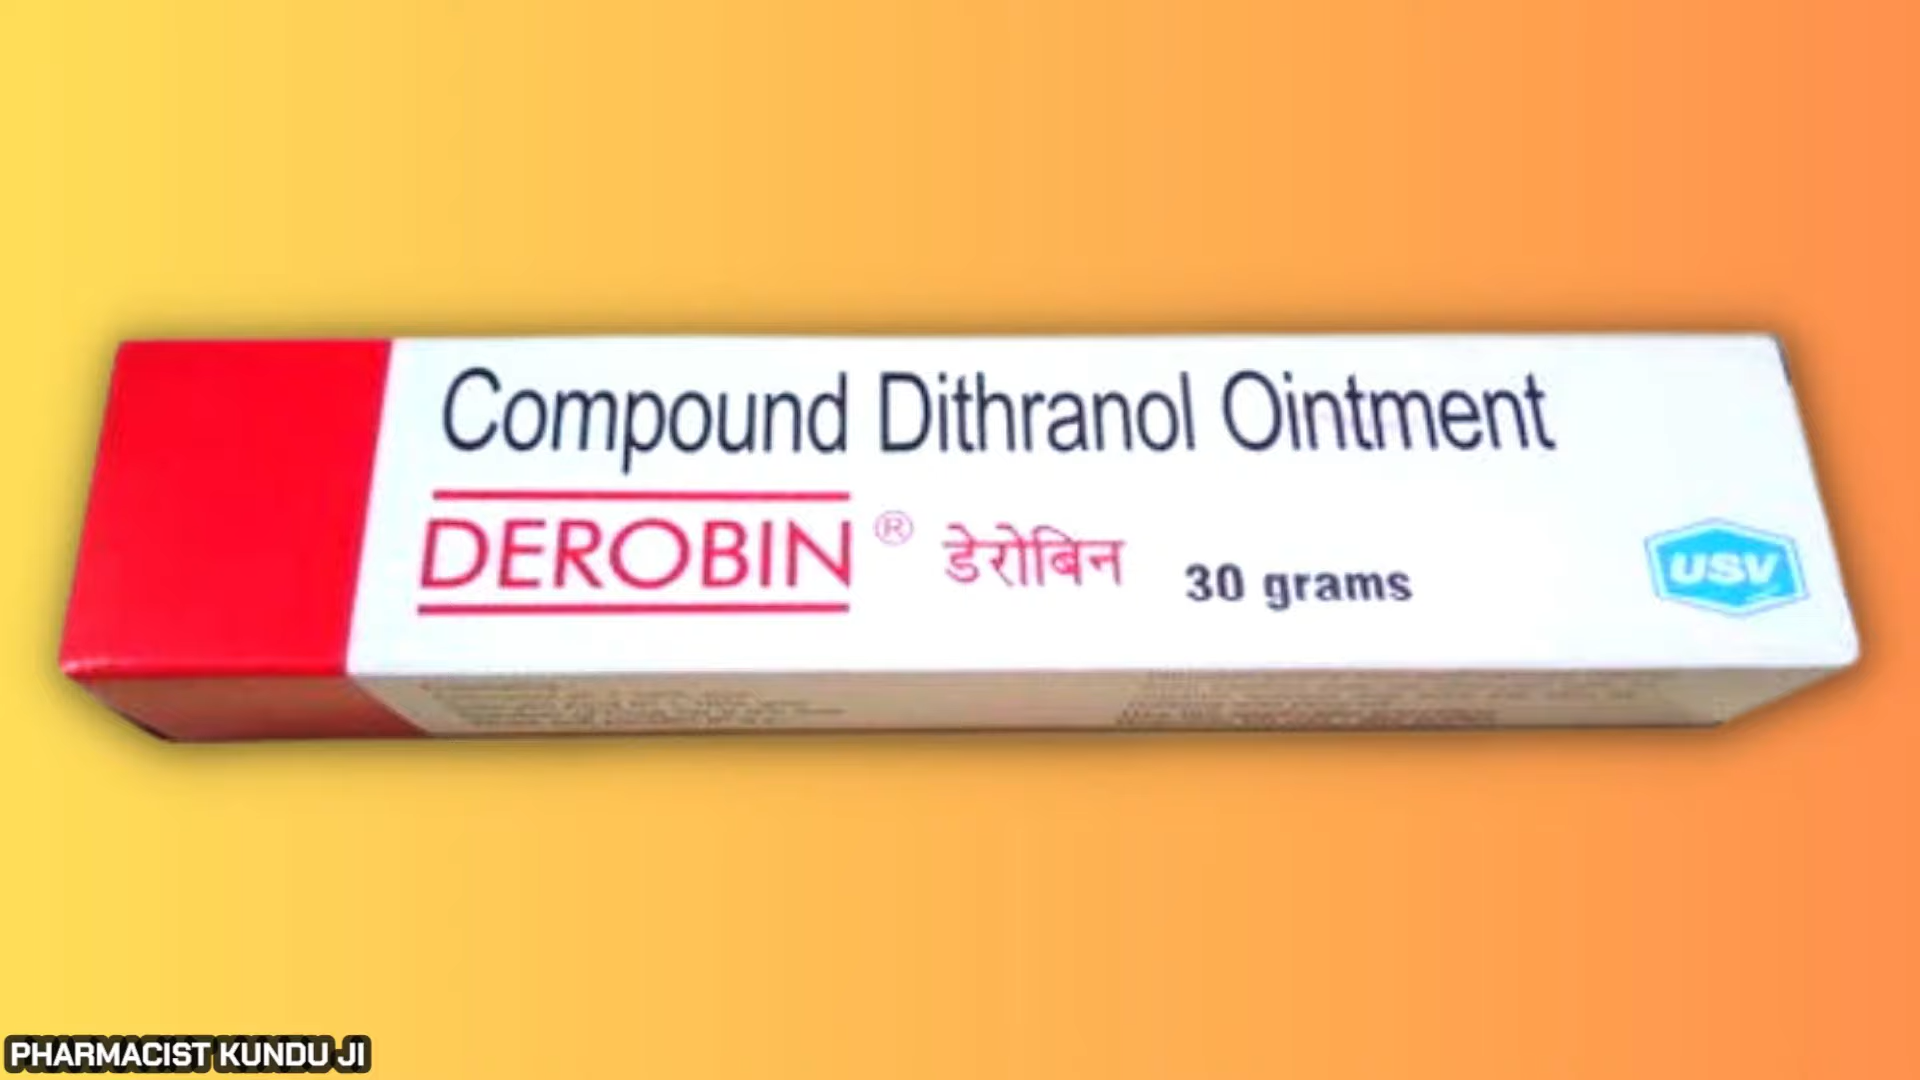 Compound Dithranol Ointment
DEROBIN ® डेरोबिन 30 grams
USV
PHARMACIST KUNDU JI